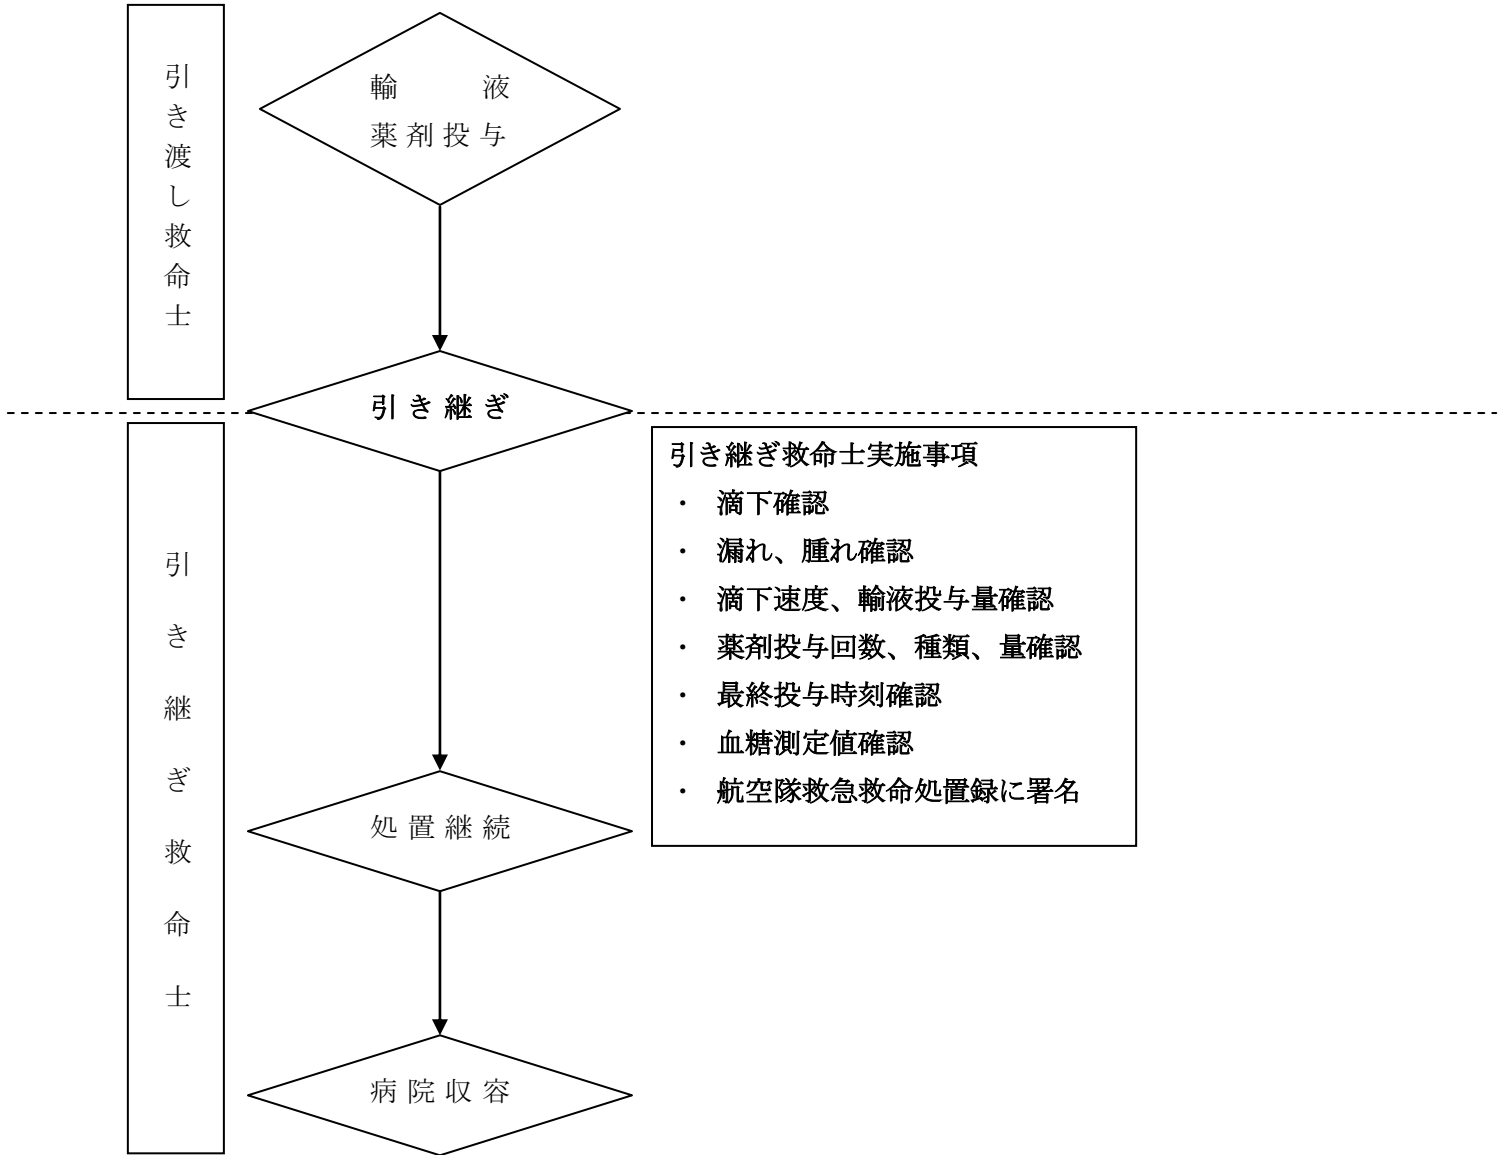 引き渡し救命士
輸 液
薬剤投与
引き継ぎ
引き継ぎ救命士
引き継ぎ救命士実施事項
・ 滴下確認
・ 漏れ、腫れ確認
・ 滴下速度、輸液投与量確認
・ 薬剤投与回数、種類、量確認
・ 最終投与時刻確認
・ 血糖測定値確認
・ 航空隊救急救命処置録に署名
処置継続
病院収容